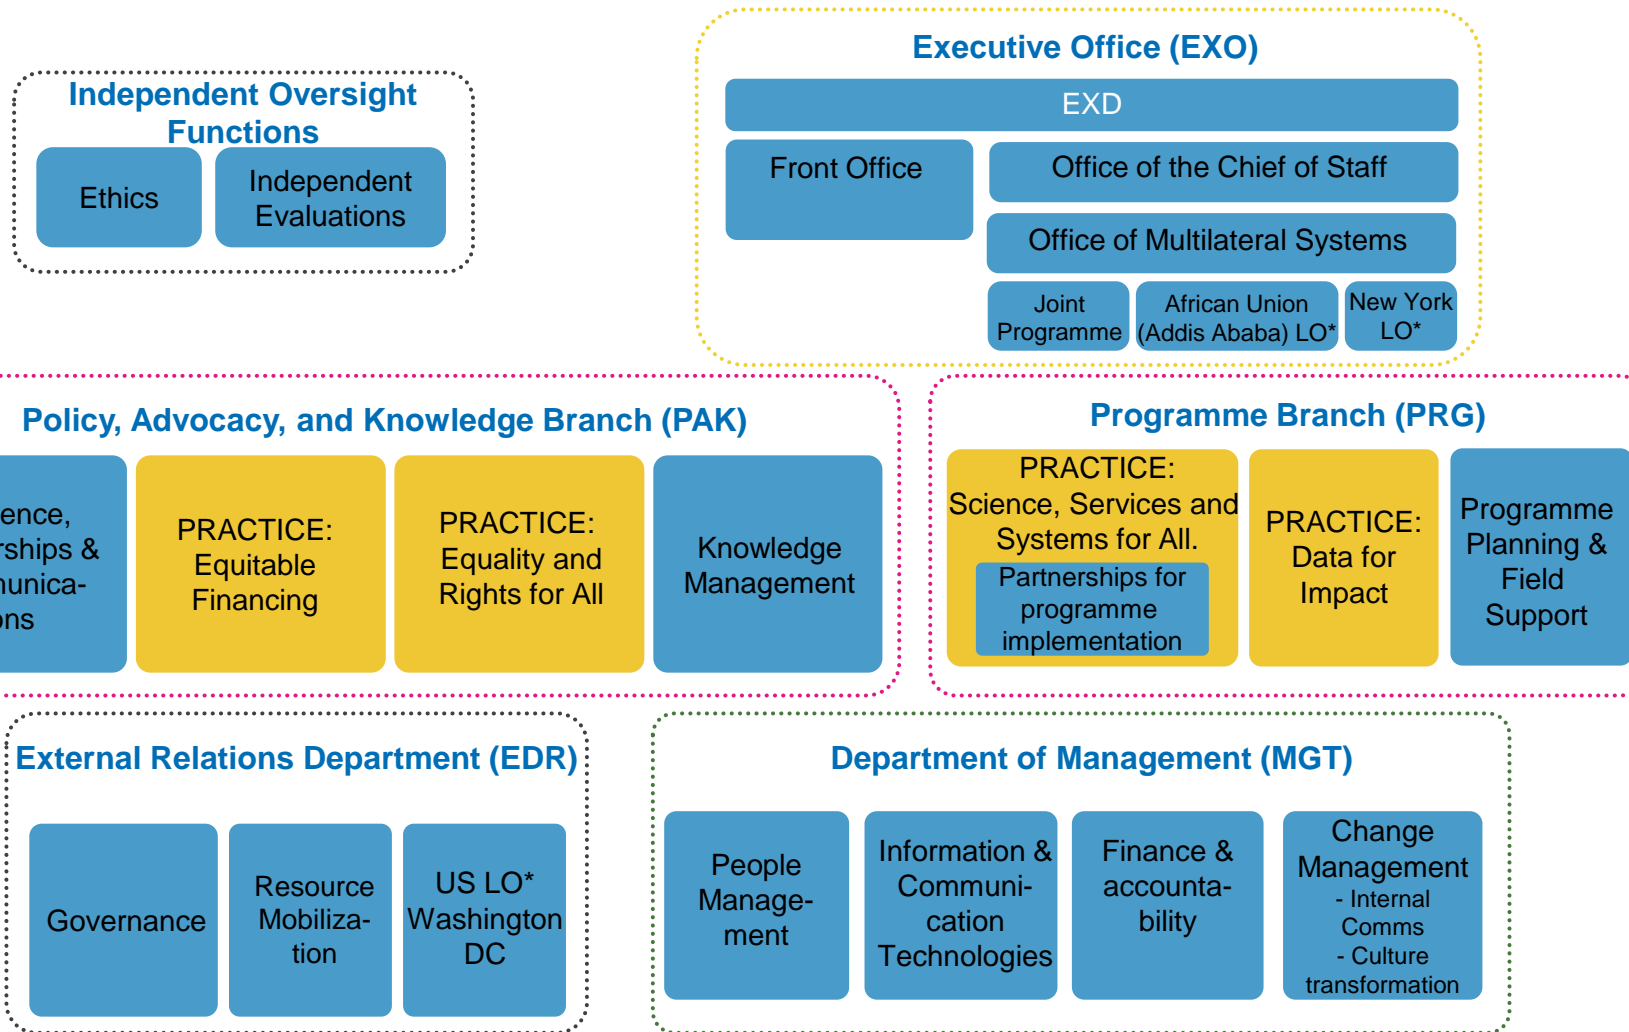 Executive Office (EXO)
EXD
Front Office
Office of the Chief of Staff
Office of Multilateral Systems
Joint
Programme
African Union
(Addis Ababa) LO*
New York
LO*
Independent Oversight
Functions
Ethics
Independent
Evaluations
Policy, Advocacy, and Knowledge Branch (PAK)
PRACTICE:
Equitable
Financing
PRACTICE:
Equality and
Rights for All
Knowledge
Management
Programme Branch (PRG)
PRACTICE:
Science, Services and
Systems for All.
Partnerships for
programme
implementation
PRACTICE:
Data for
Impact
Programme
Planning &
Field
Support
External Relations Department (EDR)
Governance
Resource
Mobiliza-
tion
US LO*
Washington
DC
Department of Management (MGT)
People
Manage-
ment
Information &
Communi-
cation
Technologies
Finance &
accounta-
bility
Change
Management
- Internal
Comms
- Culture
transformation